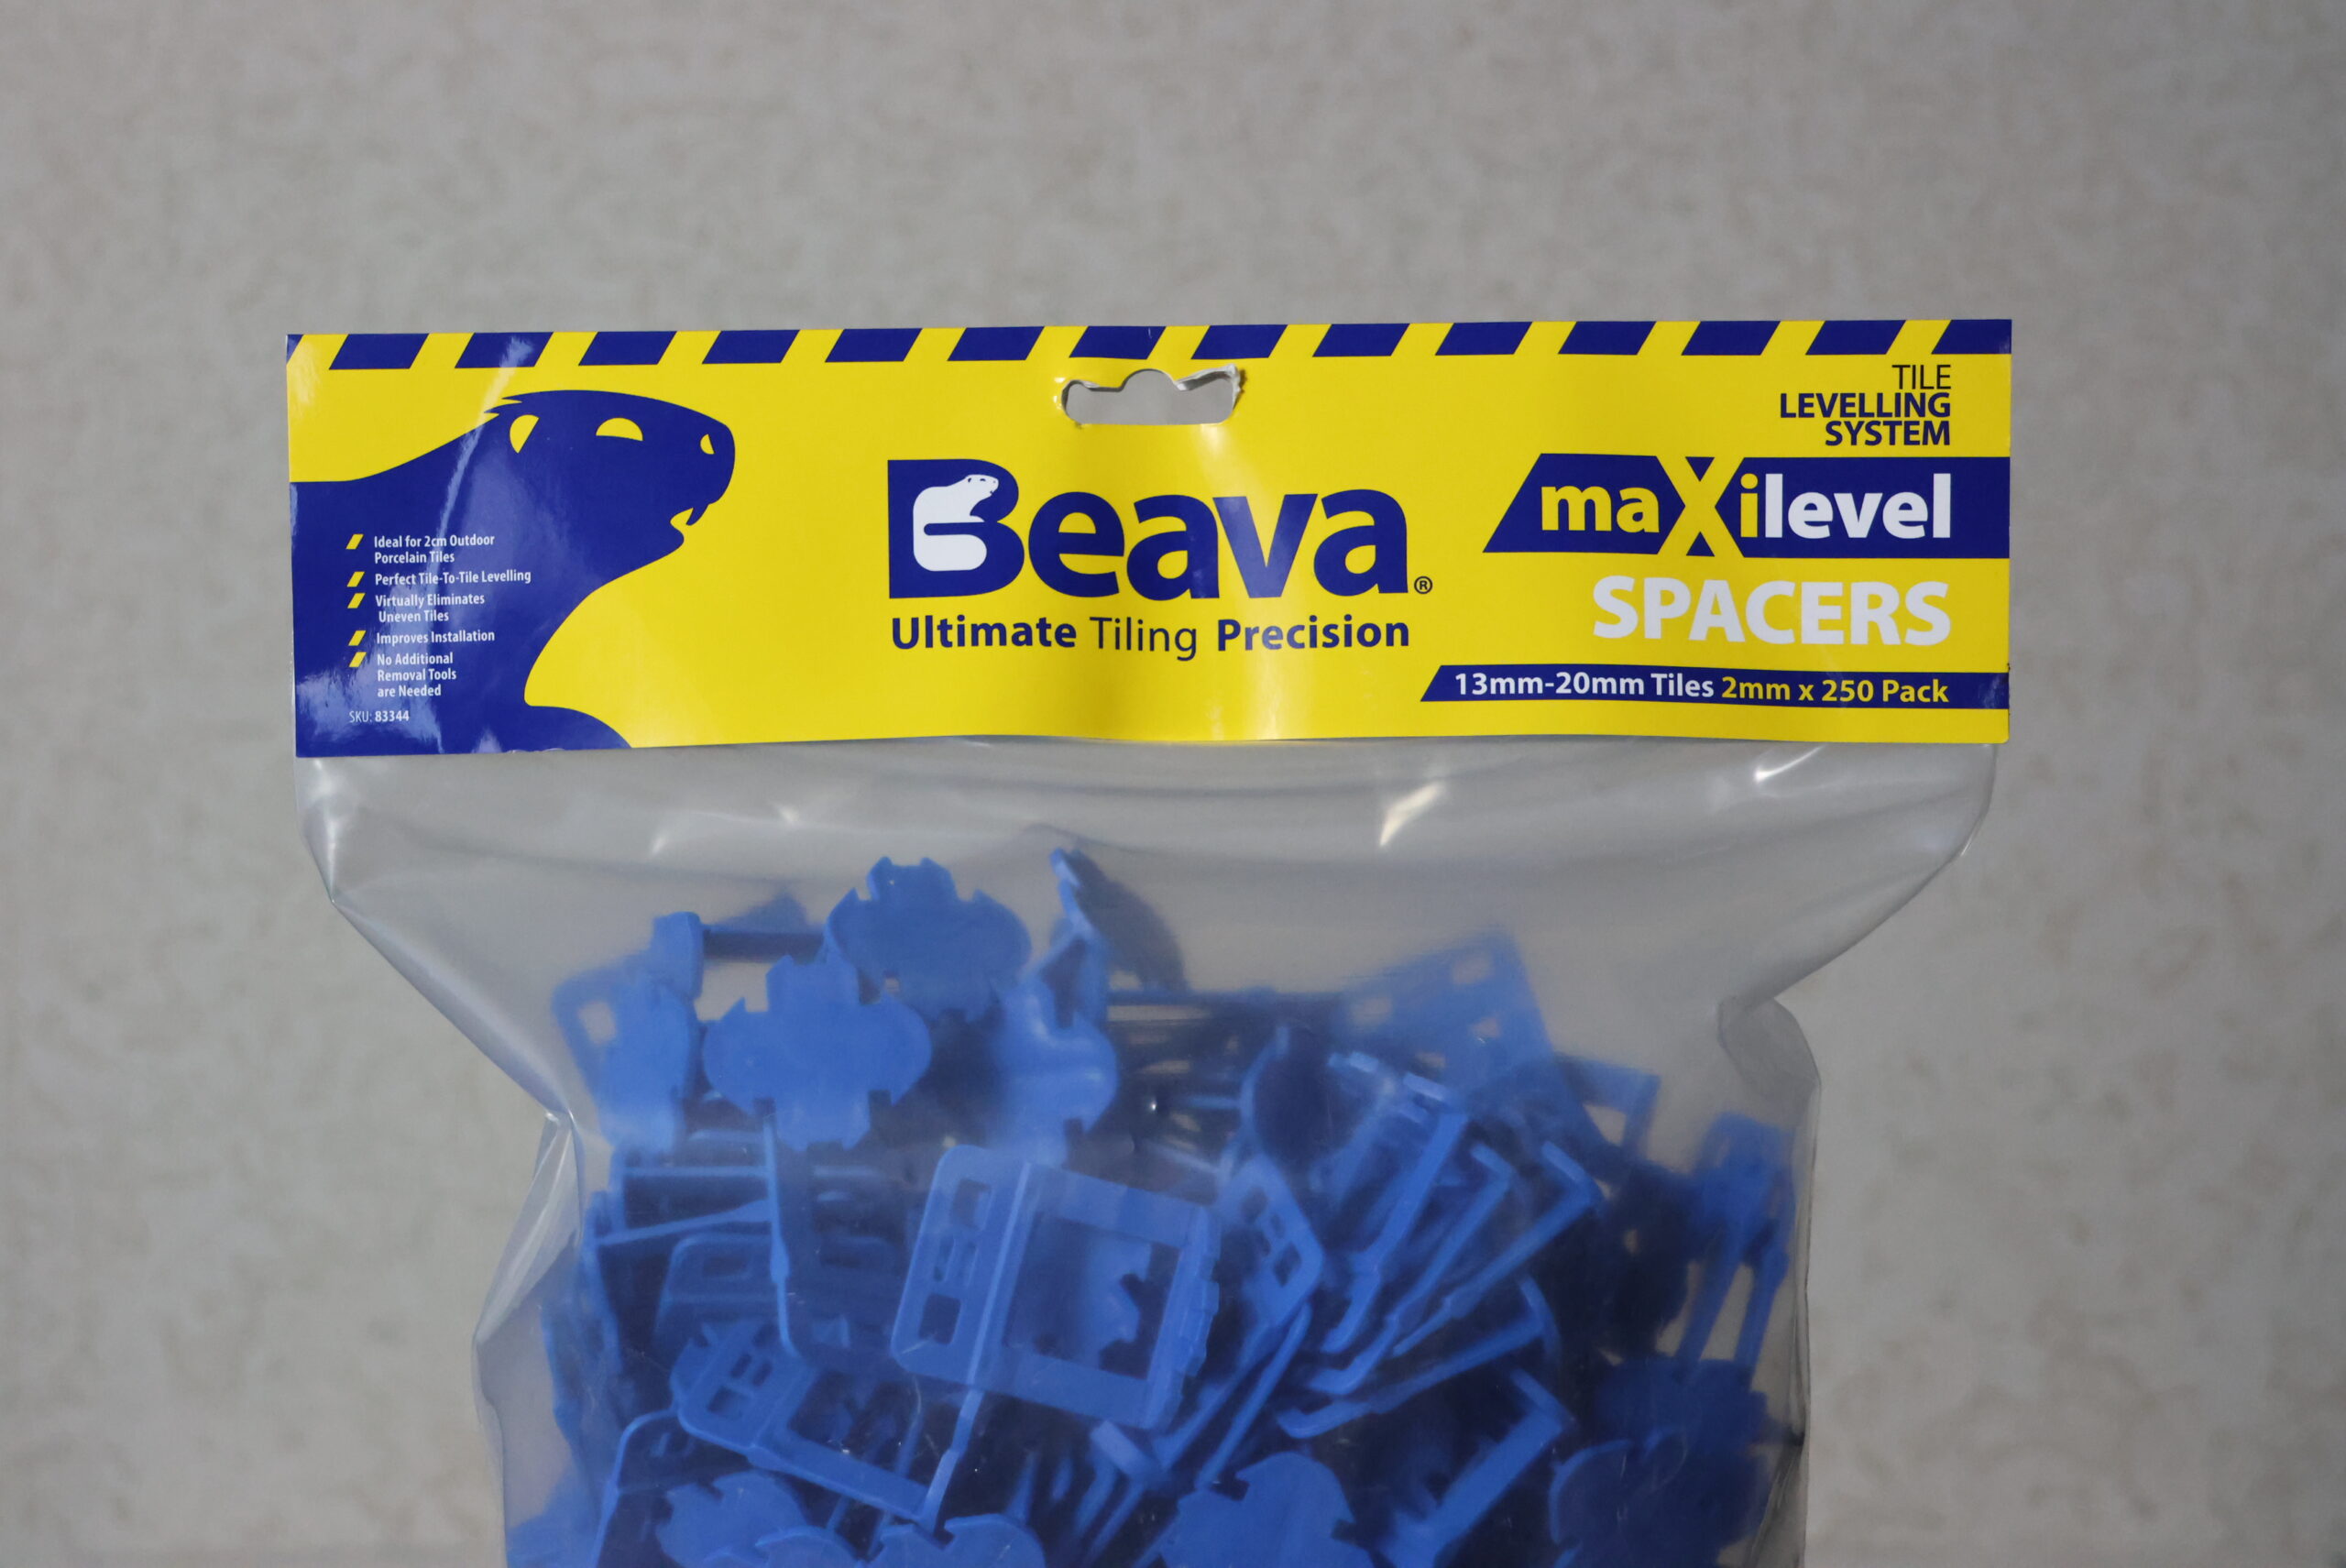 TILE
LEVELLING
SYSTEM
Beava®
Ultimate Tiling Precision
maXilevel
SPACERS
13mm-20mm Tiles 2mm x 250 Pack
Ideal for 2cm Outdoor
Porcelain Tiles
Perfect Tile-To-Tile Levelling
Virtually Eliminates
Uneven Tiles
Improves Installation
No Additional
Removal Tools
are Needed
SKU: 83344